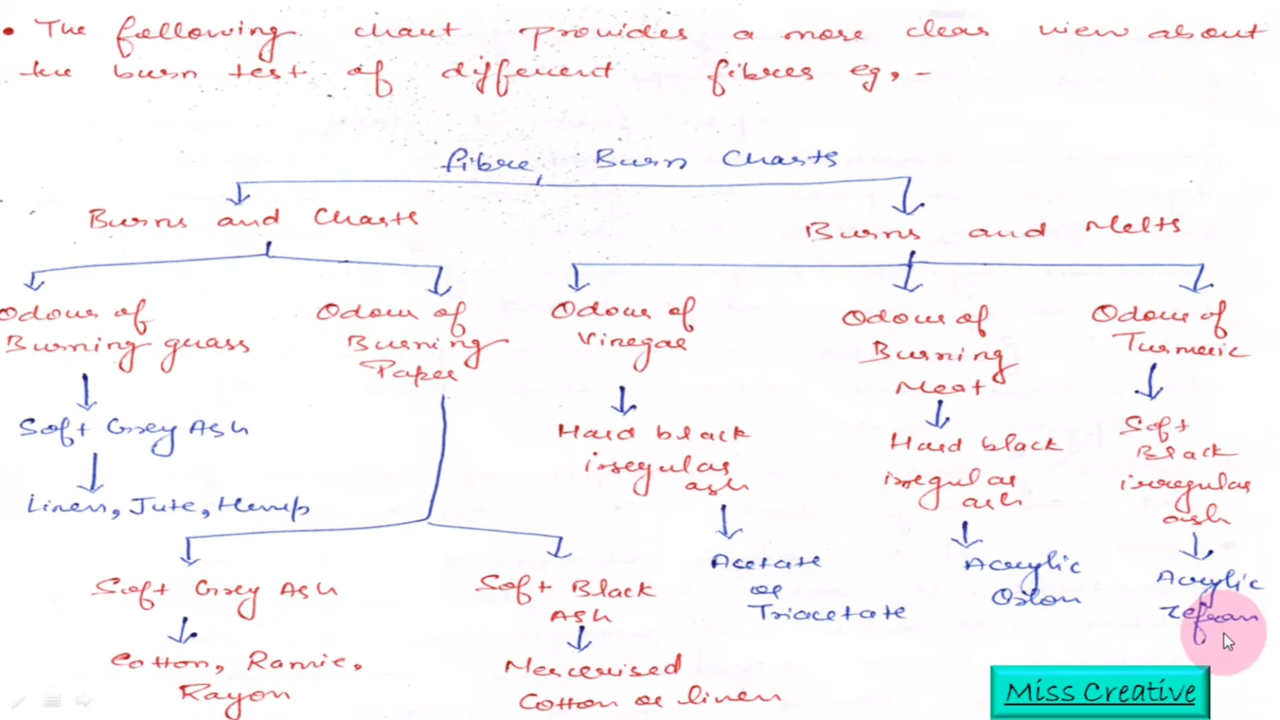 • The following chaut provides a more clear view about
the burn test of different fibres eg, -
fibre, Burn Charts
Burns and Charts
Burns and Melts
Odour of
Burning guass
Odour of
Burning
Paper
Odour of
Vinegar
Odour of
Burning
Meat
Odour of
Turmeric
Soft Grey Ash
Linen, Jute, Hemp
Hard black
irregular
ash
Hard black
irregular
ash
Soft
Black
irregular
ash
Soft Grey Ash
Soft Black
Ash
Acetate
or
Triacetate
Acrylic
Orlon
Acrylic
zefran
Cotton, Ramie,
Rayon
Mercerised
Cotton or linen
Miss Creative